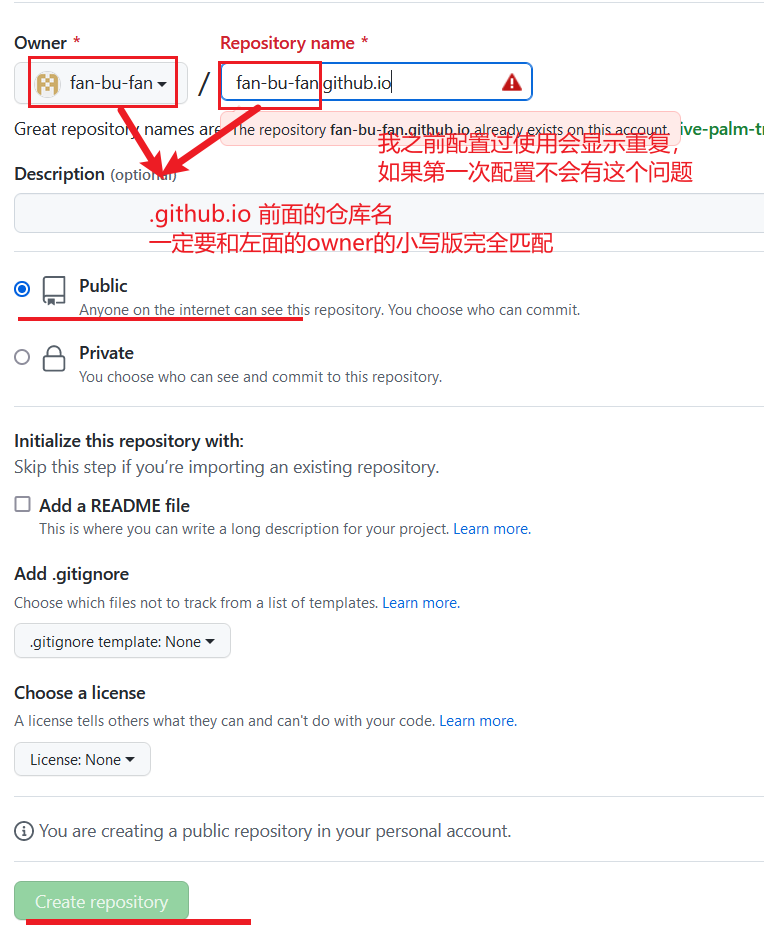 Owner *
Repository name *
fan-bu-fan
/
fan-bu-fan.github.io
Great repository names are
The repository fan-bu-fan.github.io already exists on this account.
ive-palm-tr
我之前配置过使用会显示重复，
如果第一次配置不会有这个问题
Description (optional)
.github.io 前面的仓库名
一定要和左面的owner的小写版完全匹配
Public
Anyone on the internet can see this repository. You choose who can commit.
Private
You choose who can see and commit to this repository.
Initialize this repository with:
Skip this step if you’re importing an existing repository.
Add a README file
This is where you can write a long description for your project. Learn more.
Add .gitignore
Choose which files not to track from a list of templates. Learn more.
.gitignore template: None
Choose a license
A license tells others what they can and can't do with your code. Learn more.
License: None
You are creating a public repository in your personal account.
Create repository